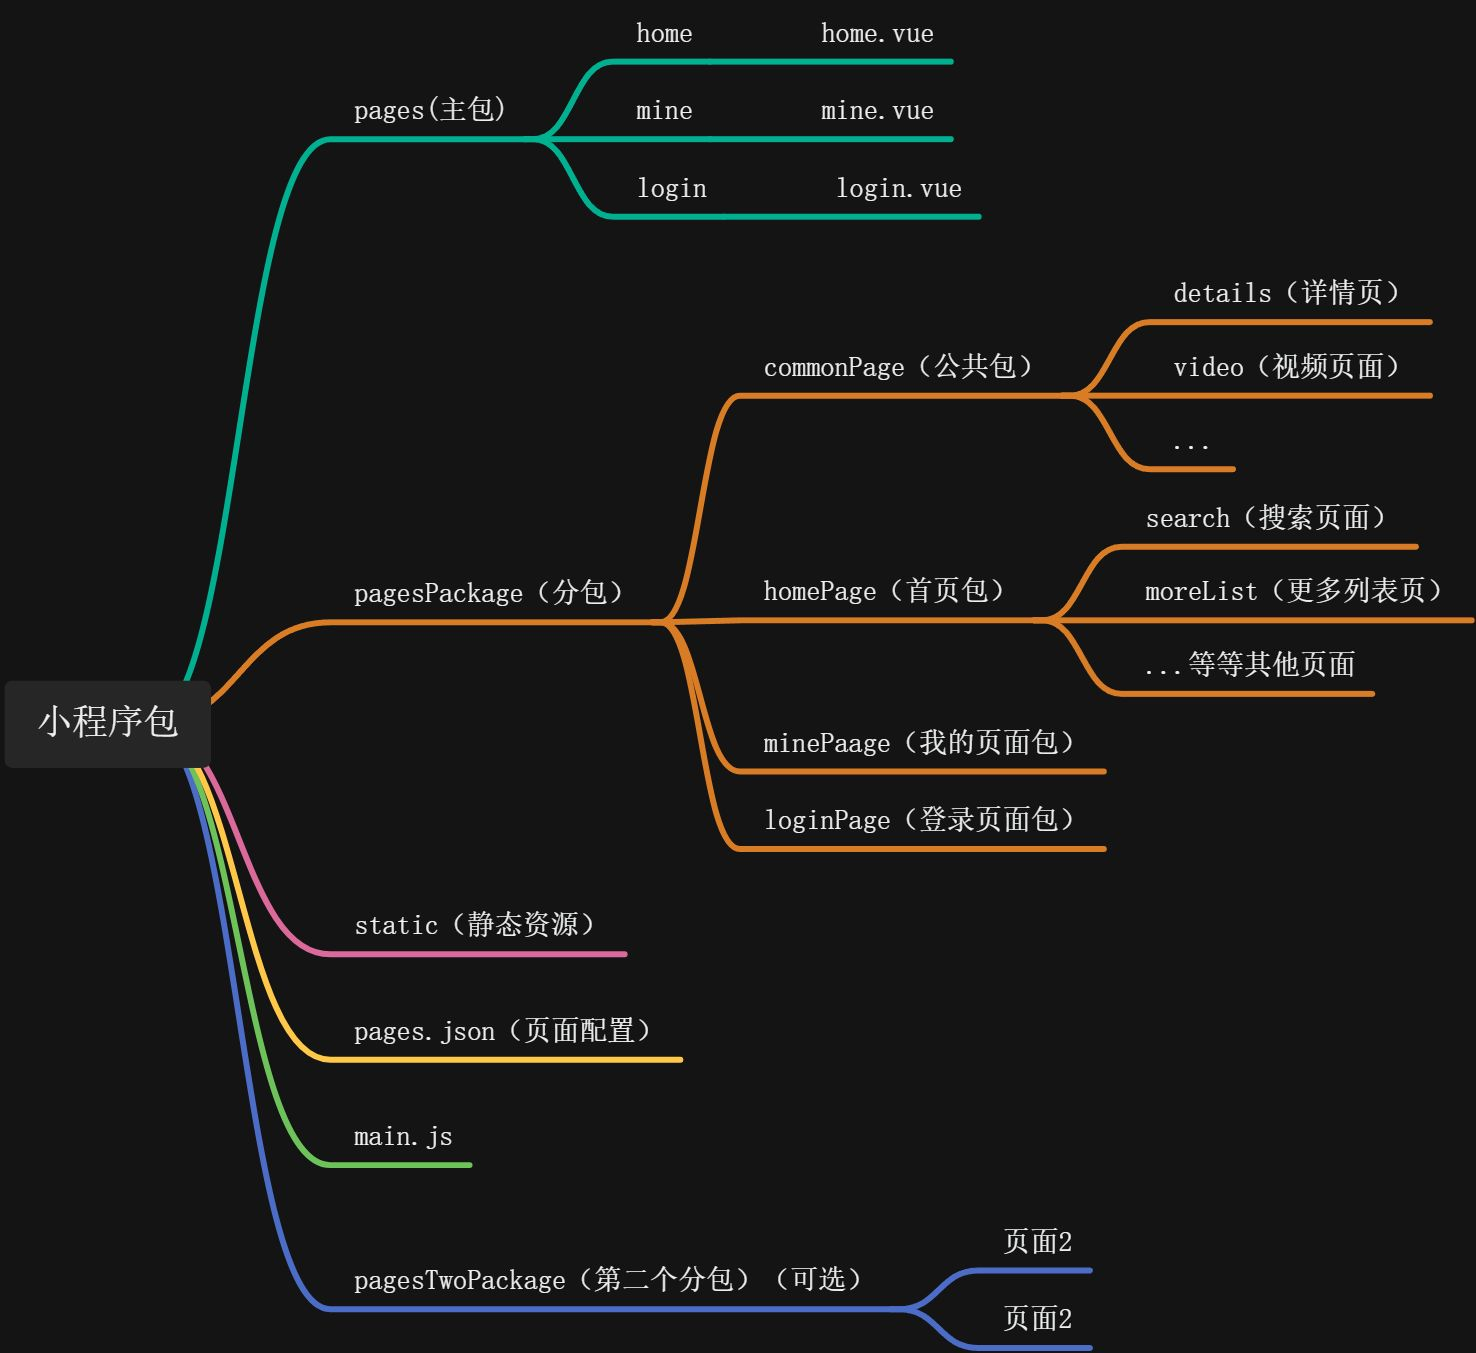 home
home.vue
pages(主包)
mine
mine.vue
login
login.vue
details（详情页）
commonPage（公共包）
video（视频页面）
...
search（搜索页面）
pagesPackage（分包）
homePage（首页包）
moreList（更多列表页）
...等等其他页面
小程序包
minePaage（我的页面包）
loginPage（登录页面包）
static（静态资源）
pages.json（页面配置）
main.js
页面2
pagesTwoPackage（第二个分包）（可选）
页面2